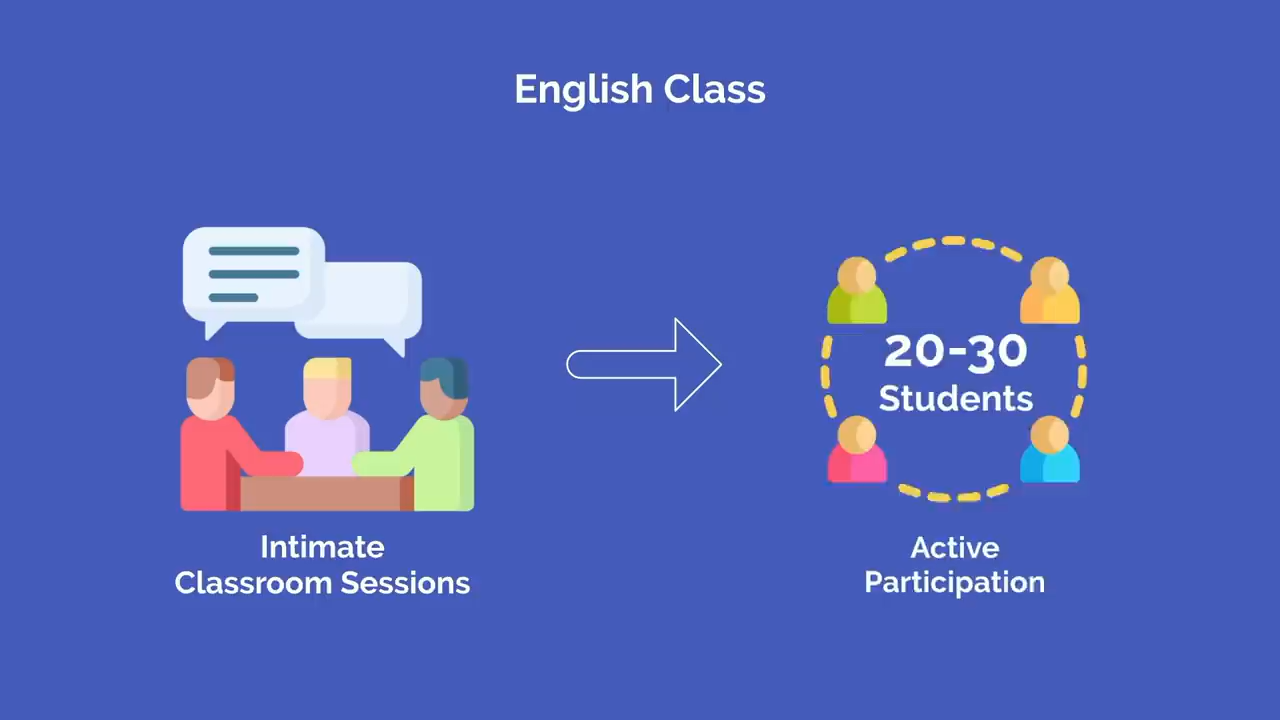 English Class
20-30
Students
Intimate
Classroom Sessions
Active
Participation